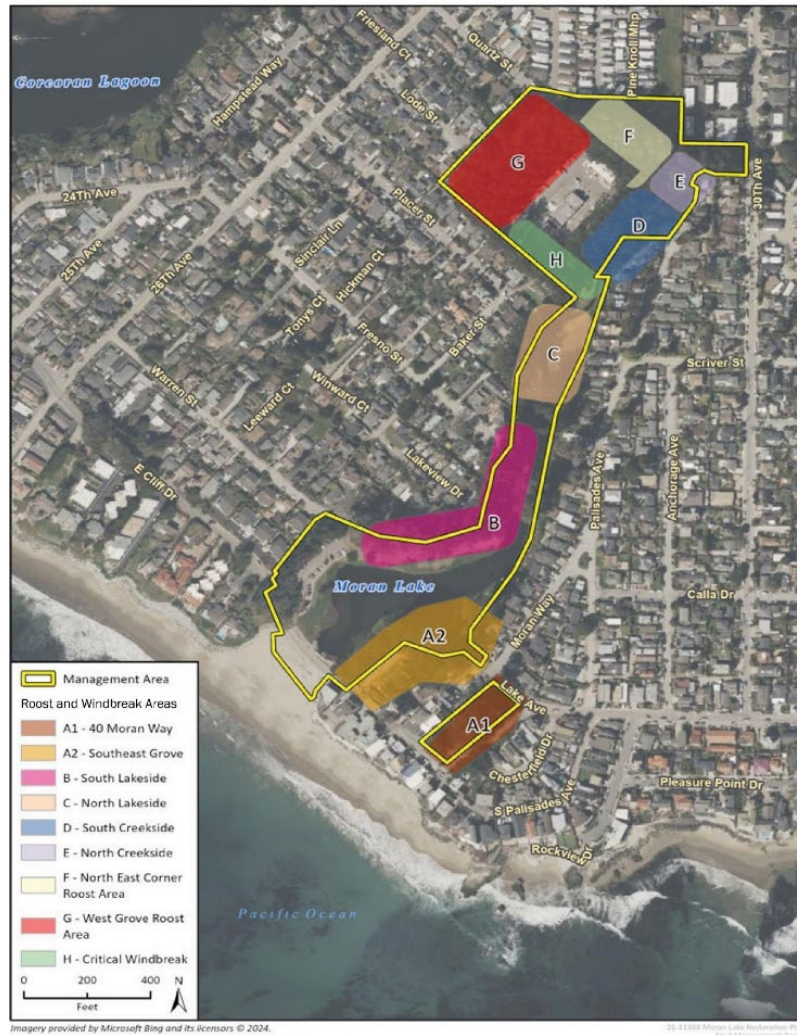 Corcoran Lagoon
Hampstead Way
Friesland Ct
Quartz St
Pine Knoll Mhp
Lode St
24Th Ave
25Th Ave
26Th Ave
Placer St
Sinclair Ln
Hickman Ct
Tonys Ct
Fresno St
Baker St
30Th Ave
G
F
E
D
H
C
Scriver St
Warren St
Leeward Ct
Winward Ct
Lakeview Dr
E Cliff Dr
Palisades Ave
Anchorage Ave
B
Moran Lake
Calla Dr
Moran Way
A2
Lake Ave
A1
Chesterfield Dr
Pleasure Point Dr
S Palisades Ave
Rockview Dr
Pacific Ocean
Management Area
Roost and Windbreak Areas
A1 - 40 Moran Way
A2 - Southeast Grove
B - South Lakeside
C - North Lakeside
D - South Creekside
E - North Creekside
F - North East Corner
Roost Area
G - West Grove Roost
Area
H - Critical Windbreak
0 200 400
N
Feet
Imagery provided by Microsoft Bing and its licensors © 2024.